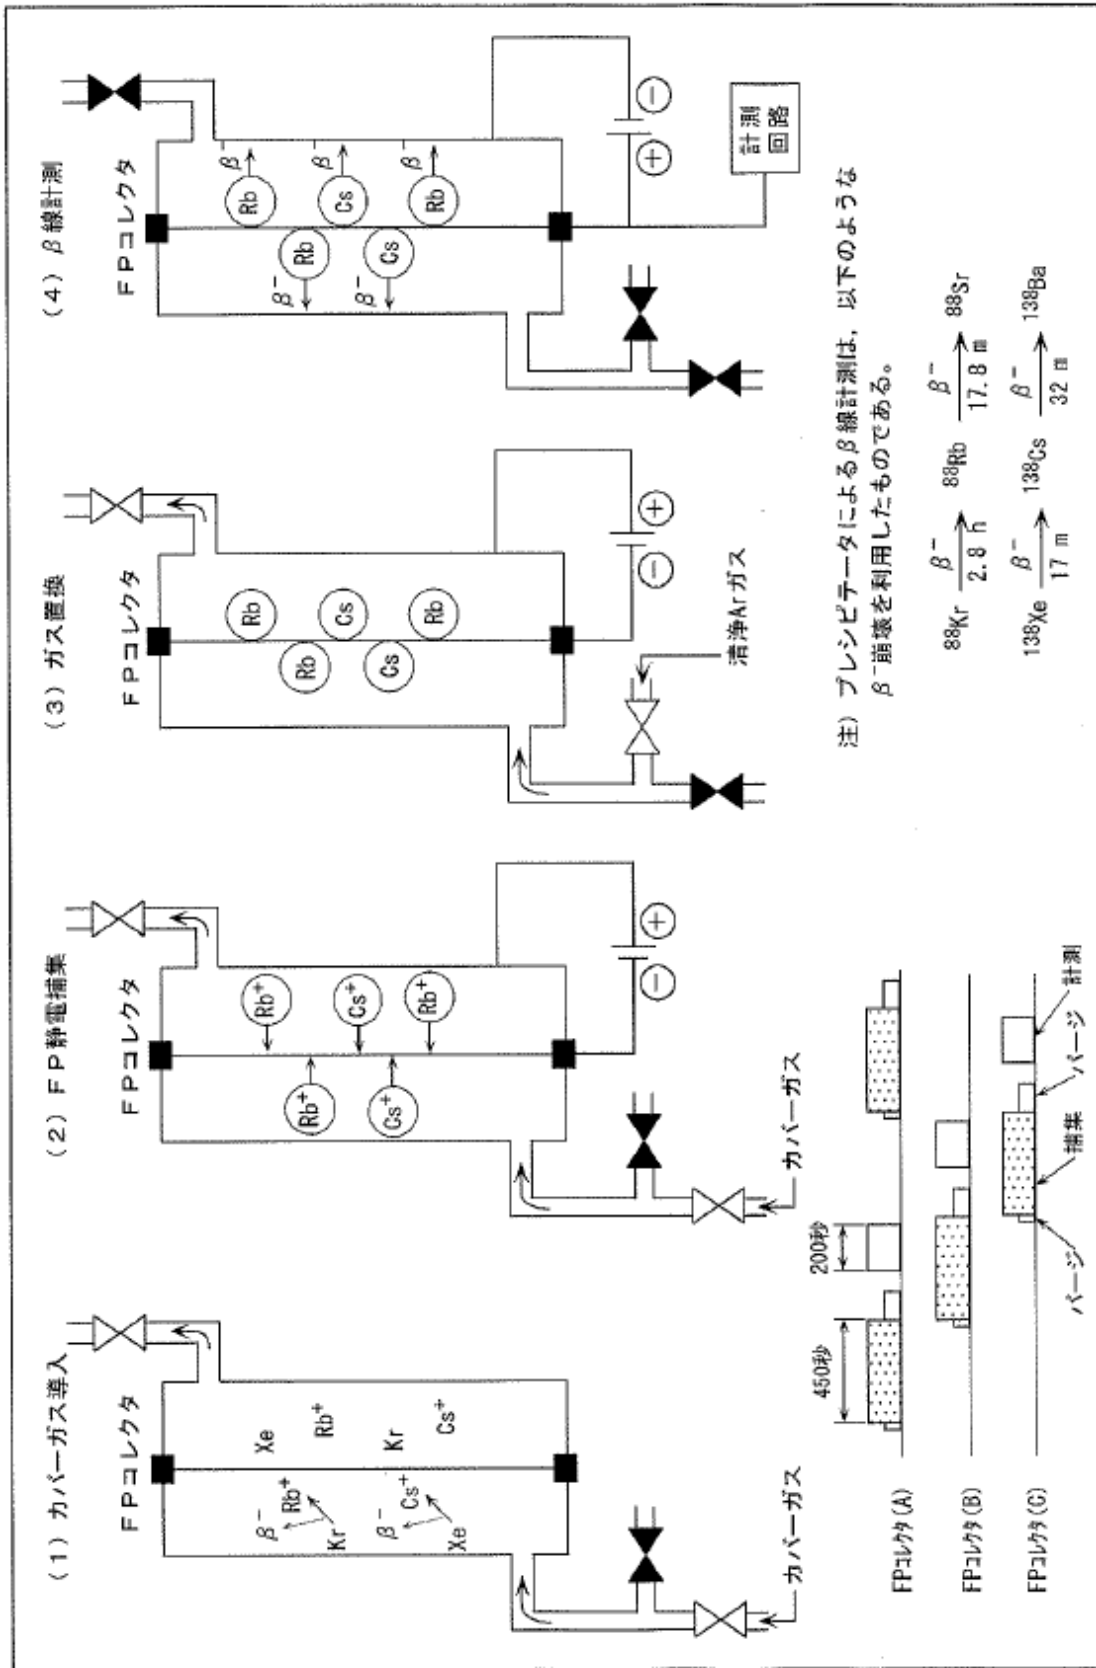 (1) カバーガス導入
FPコレクタ
β⁻
Rb⁺
Kr
β⁻
Cs⁺
Xe
Xe
Rb⁺
Kr
Cs⁺
カバーガス
(2) FP静電捕集
FPコレクタ
Rb⁺
Rb⁺
Cs⁺
Cs⁺
Rb⁺
− +
カバーガス
(3) ガス置換
FPコレクタ
Rb
Rb
Cs
Cs
Rb
− +
清浄Arガス
(4) β線計測
FPコレクタ
β⁻ Rb
Rb β⁻
Cs β⁻
β⁻ Cs
Rb β⁻
+ −
計測
回路
FPコレクタ(A)
450秒
200秒
FPコレクタ(B)
FPコレクタ(C)
パージ
捕集
パージ
計測
注) プレシピテータによるβ線計測は, 以下のような
β⁻崩壊を利用したものである。
⁸⁸Kr β⁻ 2.8 h ⁸⁸Rb β⁻ 17.8 m ⁸⁸Sr
¹³⁸Xe β⁻ 17 m ¹³⁸Cs β⁻ 32 m ¹³⁸Ba